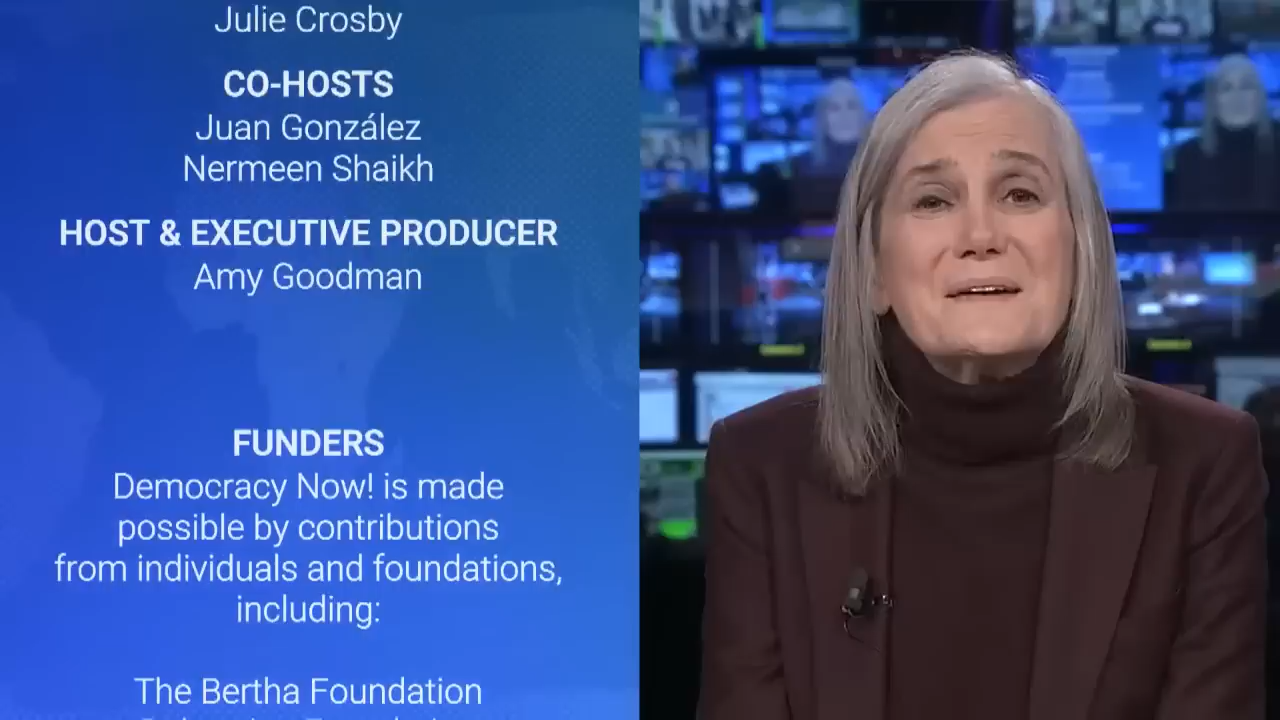 Julie Crosby
CO-HOSTS
Juan González
Nermeen Shaikh
HOST & EXECUTIVE PRODUCER
Amy Goodman
FUNDERS
Democracy Now! is made
possible by contributions
from individuals and foundations,
including:
The Bertha Foundation